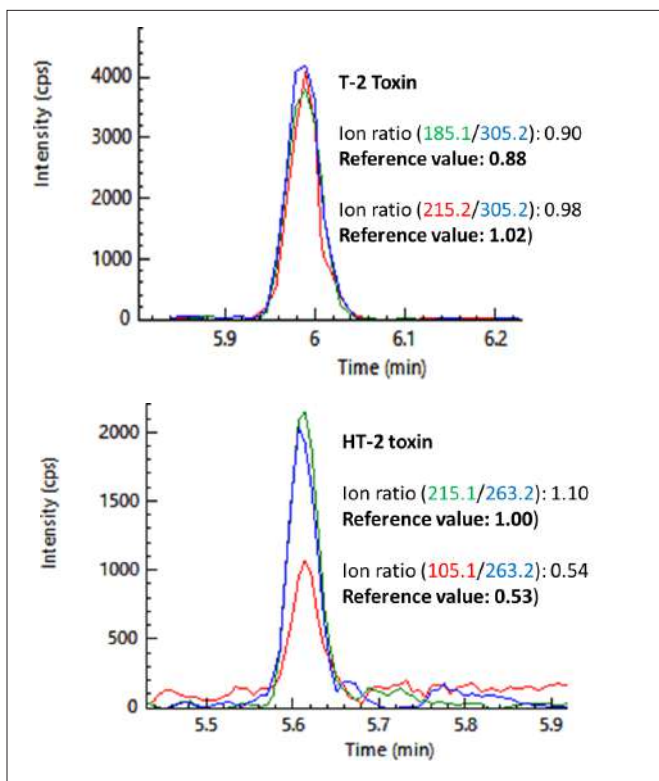 T-2 Toxin
Ion ratio (185.1/305.2): 0.90
Reference value: 0.88
Ion ratio (215.2/305.2): 0.98
Reference value: 1.02)
Intensity (cps)
4000
3000
2000
1000
0
5.9 6 6.1 6.2
Time (min)
HT-2 toxin
Ion ratio (215.1/263.2): 1.10
Reference value: 1.00)
Ion ratio (105.1/263.2): 0.54
Reference value: 0.53)
Intensity (cps)
2000
1500
1000
500
0
5.5 5.6 5.7 5.8 5.9
Time (min)